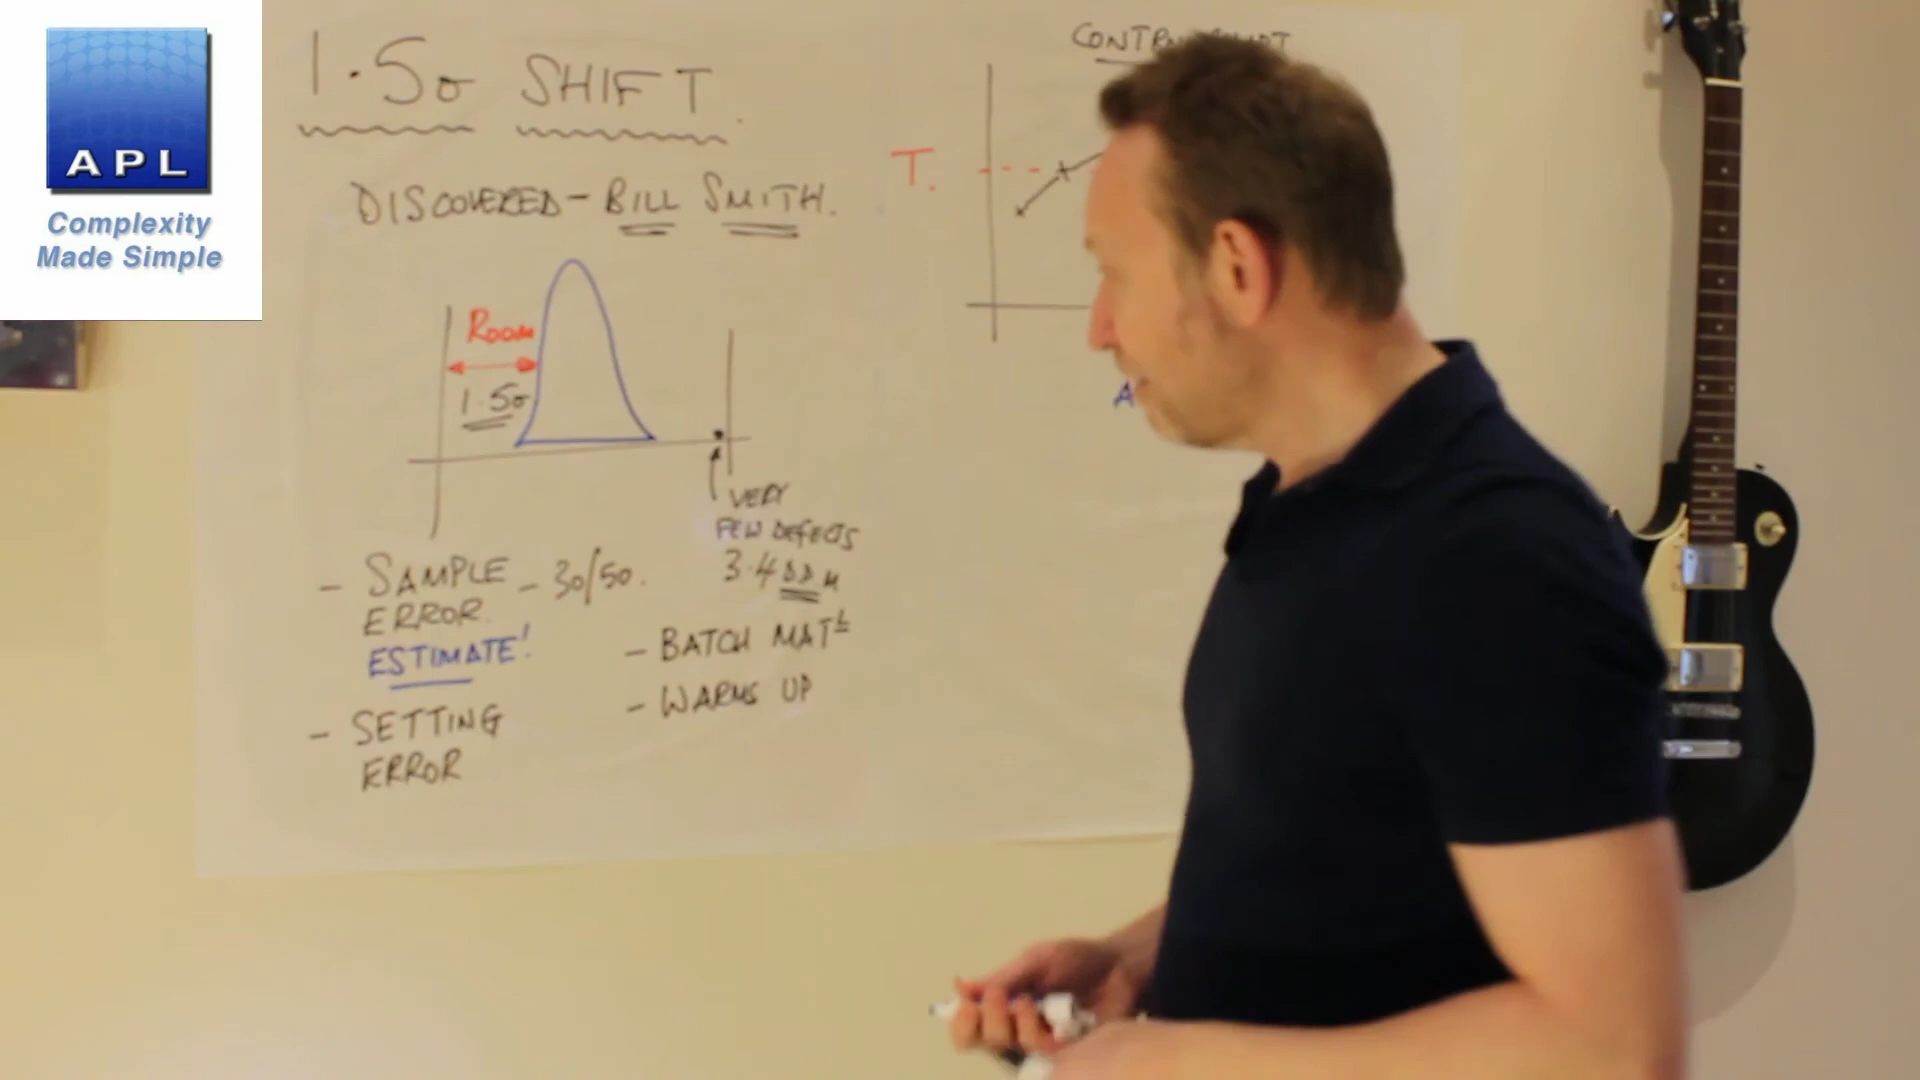 APL
Complexity
Made Simple
1.5σ SHIFT.
DISCOVERED - BILL SMITH.
ROOM
1.5σ
VERY
FEW DEFECTS
3.4
- SAMPLE - 30/50.
ERROR.
ESTIMATE!
- SETTING
ERROR
- BATCH MATL
- WARMS UP
T.
A